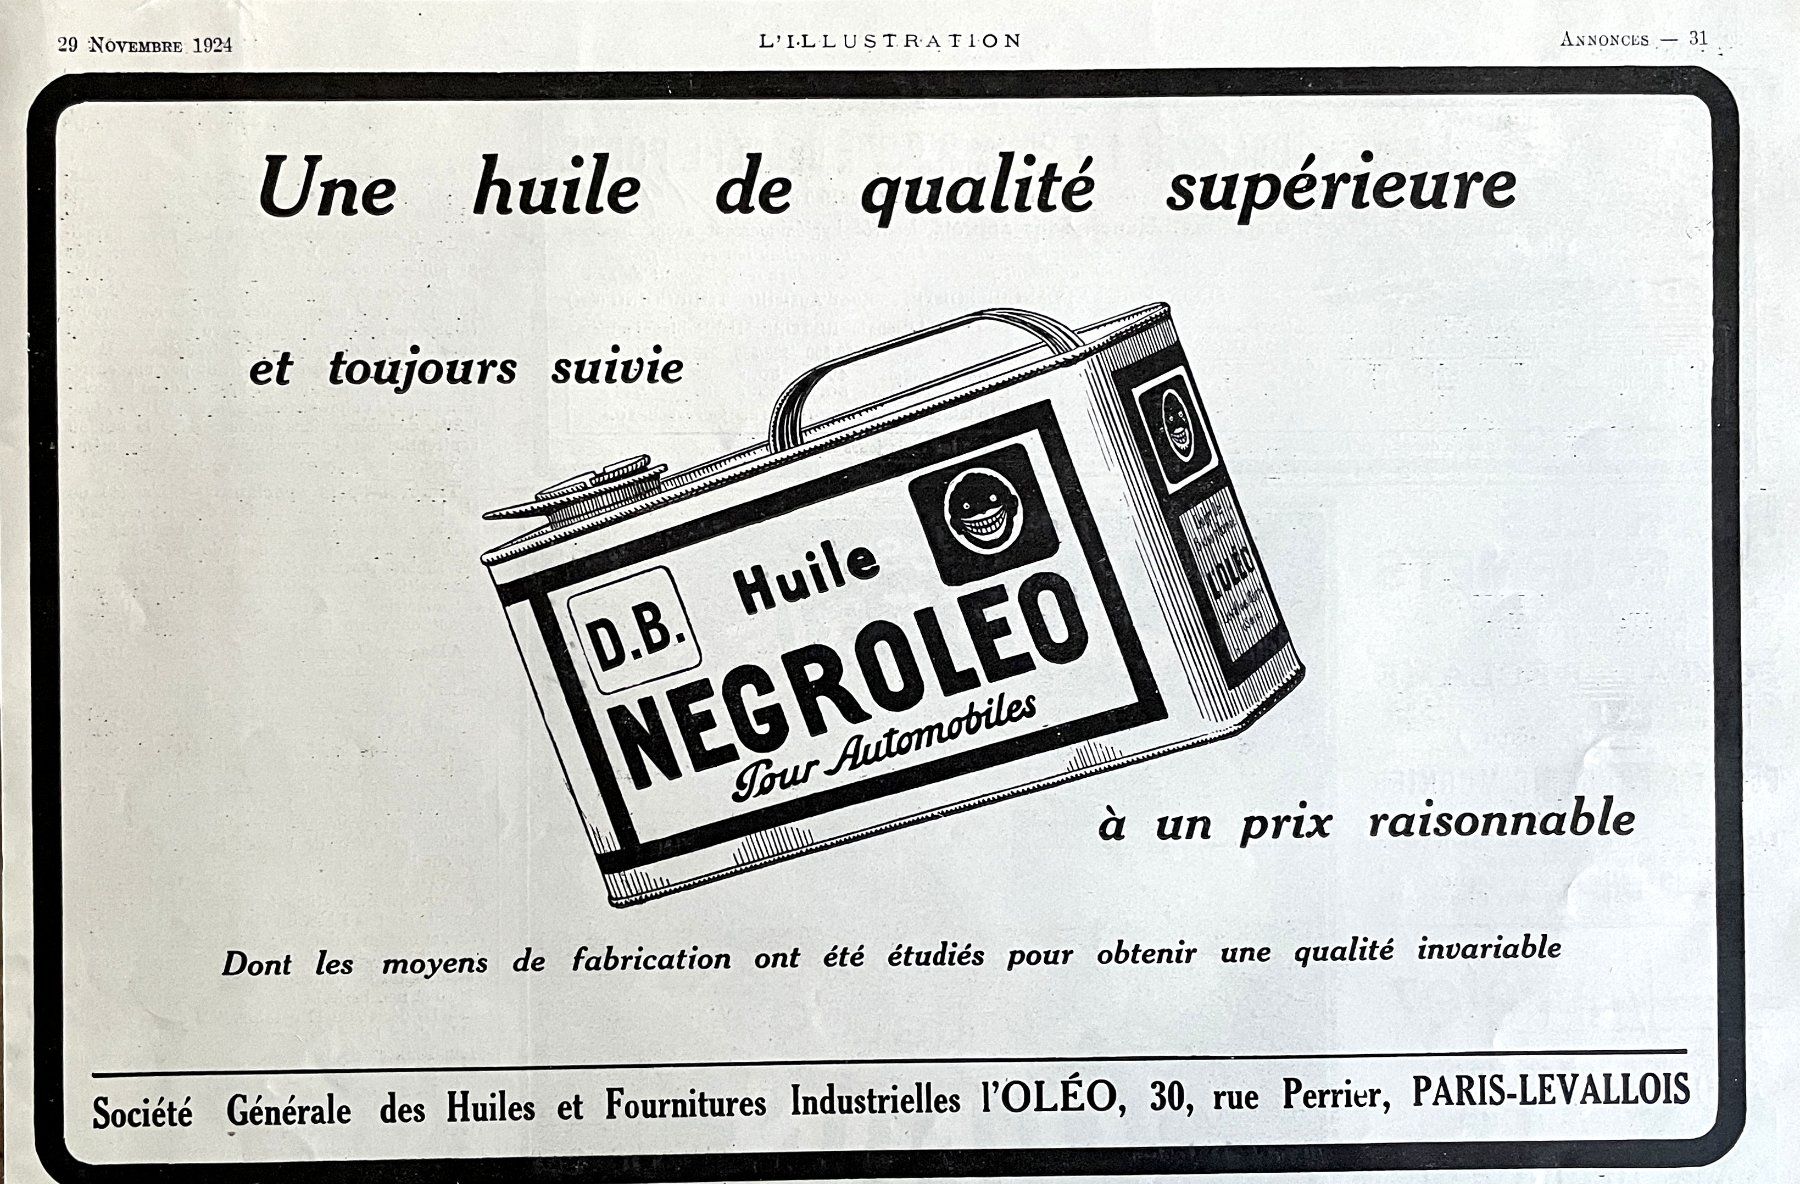 29 NOVEMBRE 1924
L'ILLUSTRATION
ANNONCES — 31
Une huile de qualité supérieure
et toujours suivie
D.B.
Huile
NEGROLEO
Pour Automobiles
L'OLÉO
à un prix raisonnable
Dont les moyens de fabrication ont été étudiés pour obtenir une qualité invariable
Société Générale des Huiles et Fournitures Industrielles l'OLÉO, 30, rue Perrier, PARIS-LEVALLOIS